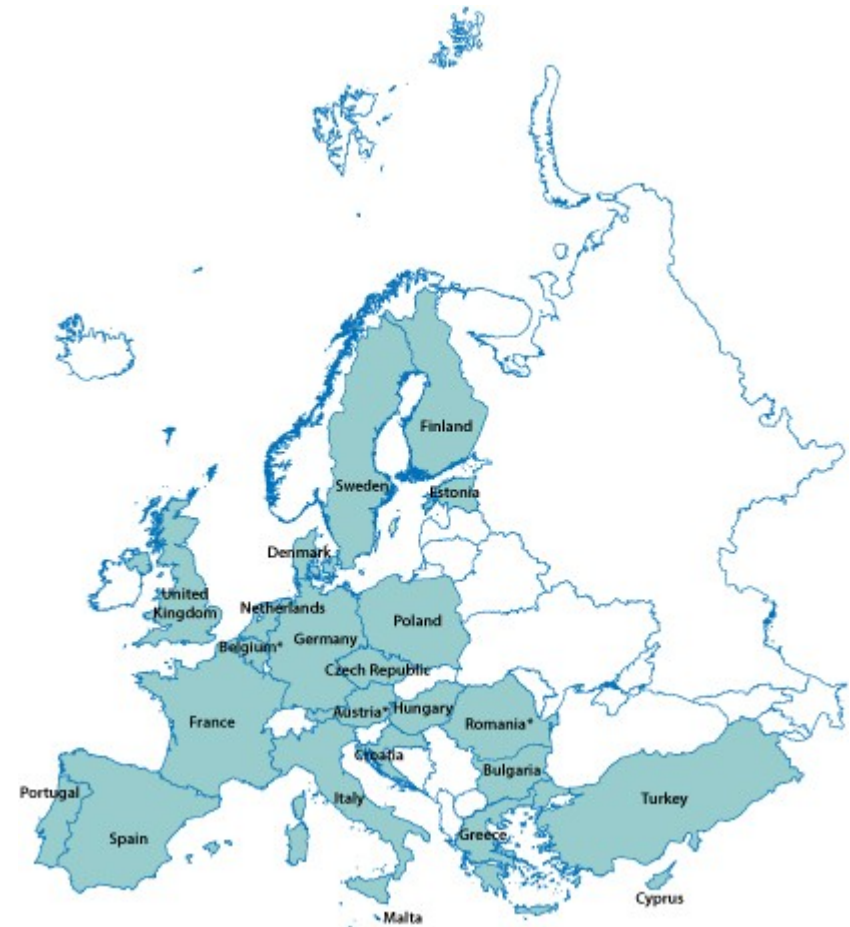 Finland
Sweden
Estonia
Denmark
United
Kingdom
Netherlands
Poland
Germany
Belgium*
Czech Republic
Austria*
Hungary
France
Romania*
Croatia
Bulgaria
Portugal
Italy
Turkey
Spain
Greece
Cyprus
Malta